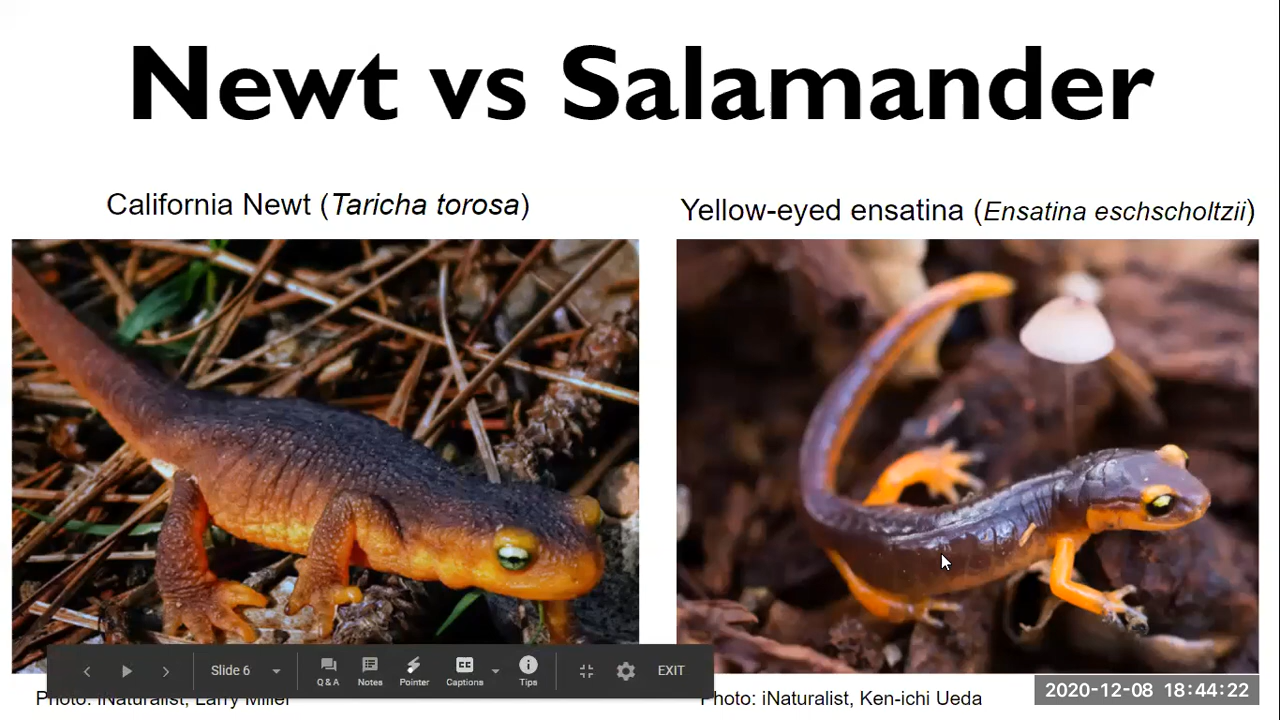 Newt vs Salamander
California Newt (Taricha torosa)
Yellow-eyed ensatina (Ensatina eschscholtzii)
Slide 6
Q & A
Notes
Pointer
CC
Captions
Tips
EXIT
Photo: iNaturalist, Larry Miller
Photo: iNaturalist, Ken-ichi Ueda
2020-12-08 18:44:22